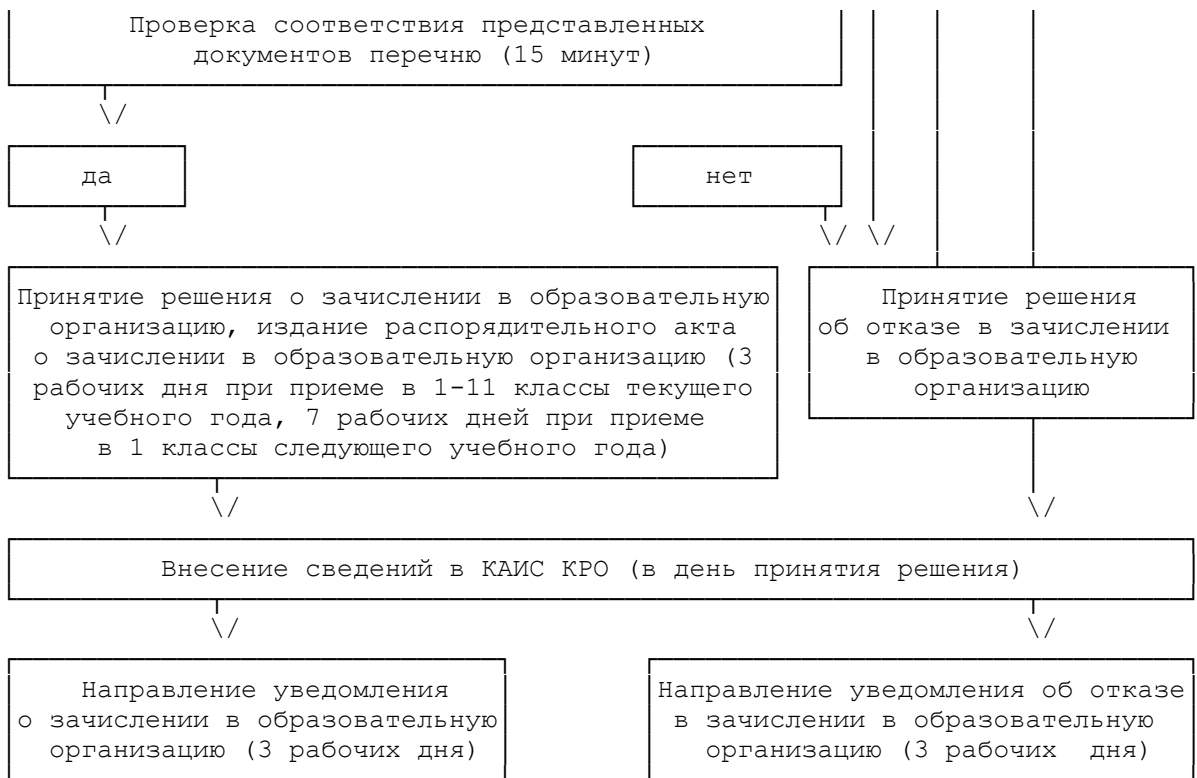 Проверка соответствия представленных
документов перечню (15 минут)
да
нет
Принятие решения о зачислении в образовательную
организацию, издание распорядительного акта
о зачислении в образовательную организацию (3
рабочих дня при приеме в 1-11 классы текущего
учебного года, 7 рабочих дней при приеме
в 1 классы следующего учебного года)
Принятие решения
об отказе в зачислении
в образовательную
организацию
Внесение сведений в КАИС КРО (в день принятия решения)
Направление уведомления
о зачислении в образовательную
организацию (3 рабочих дня)
Направление уведомления об отказе
в зачислении в образовательную
организацию (3 рабочих дня)